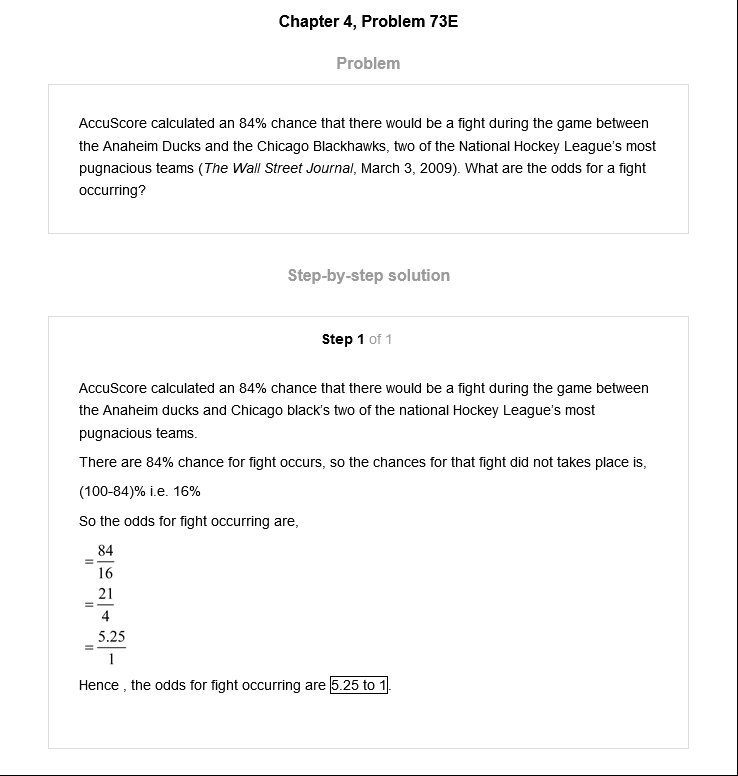 Chapter 4, Problem 73E
Problem
AccuScore calculated an 84% chance that there would be a fight during the game between
the Anaheim Ducks and the Chicago Blackhawks, two of the National Hockey League's most
pugnacious teams (The Wall Street Journal, March 3, 2009). What are the odds for a fight
occurring?
Step-by-step solution
Step 1 of 1
AccuScore calculated an 84% chance that there would be a fight during the game between
the Anaheim ducks and Chicago black's two of the national Hockey League's most
pugnacious teams.
There are 84% chance for fight occurs, so the chances for that fight did not takes place is,
(100-84)% i.e. 16%
So the odds for fight occurring are,
= 84/16
= 21/4
= 5.25/1
Hence , the odds for fight occurring are 5.25 to 1.